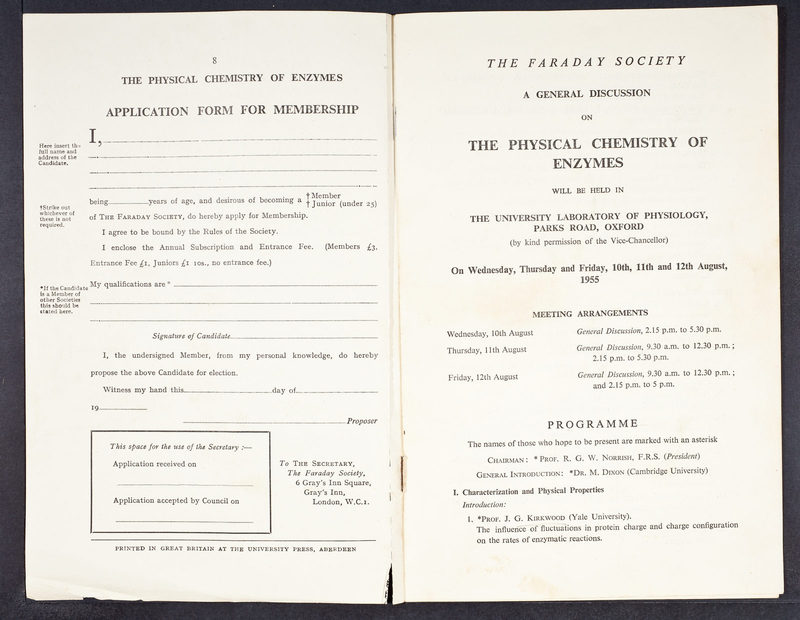 8
THE PHYSICAL CHEMISTRY OF ENZYMES
APPLICATION FORM FOR MEMBERSHIP
Here insert the
full name and
address of the
Candidate.
I,
†Strike out
whichever of
these is not
required.
being years of age, and desirous of becoming a † Member
† Junior (under 25)
of THE FARADAY SOCIETY, do hereby apply for Membership.
I agree to be bound by the Rules of the Society.
I enclose the Annual Subscription and Entrance Fee. (Members £3,
Entrance Fee £1, Juniors £1 10s., no entrance fee.)
*If the Candidate
is a Member of
other Societies
this should be
stated here.
My qualifications are *
Signature of Candidate
I, the undersigned Member, from my personal knowledge, do hereby
propose the above Candidate for election.
Witness my hand this day of
19
Proposer
This space for the use of the Secretary :—
Application received on
Application accepted by Council on
To THE SECRETARY,
The Faraday Society,
6 Gray's Inn Square,
Gray's Inn,
London, W.C.1.
PRINTED IN GREAT BRITAIN AT THE UNIVERSITY PRESS, ABERDEEN
THE FARADAY SOCIETY
A GENERAL DISCUSSION
ON
THE PHYSICAL CHEMISTRY OF
ENZYMES
WILL BE HELD IN
THE UNIVERSITY LABORATORY OF PHYSIOLOGY,
PARKS ROAD, OXFORD
(by kind permission of the Vice-Chancellor)
On Wednesday, Thursday and Friday, 10th, 11th and 12th August,
1955
MEETING ARRANGEMENTS
Wednesday, 10th August General Discussion, 2.15 p.m. to 5.30 p.m.
Thursday, 11th August General Discussion, 9.30 a.m. to 12.30 p.m. ;
2.15 p.m. to 5.30 p.m.
Friday, 12th August General Discussion, 9.30 a.m. to 12.30 p.m. ;
and 2.15 p.m. to 5 p.m.
PROGRAMME
The names of those who hope to be present are marked with an asterisk
CHAIRMAN : * PROF. R. G. W. NORRISH, F.R.S. (President)
GENERAL INTRODUCTION : *DR. M. DIXON (Cambridge University)
I. Characterization and Physical Properties
Introduction:
1. *PROF. J. G. KIRKWOOD (Yale University).
The influence of fluctuations in protein charge and charge configuration
on the rates of enzymatic reactions.